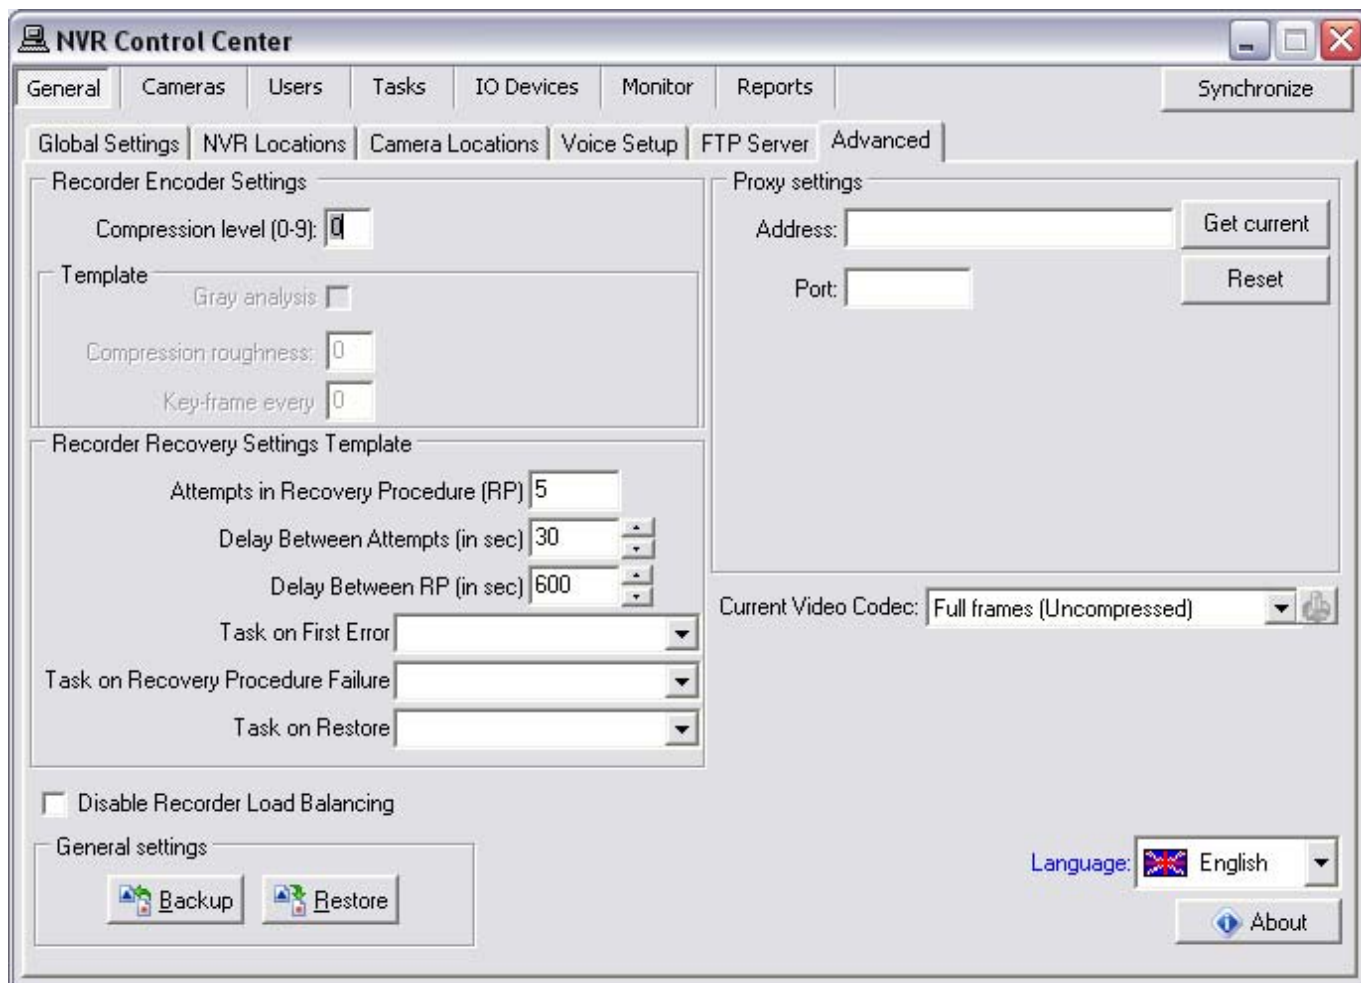 NVR Control Center
General Cameras Users Tasks IO Devices Monitor Reports Synchronize
Global Settings NVR Locations Camera Locations Voice Setup FTP Server Advanced
Recorder Encoder Settings
Compression level (0-9): 0
Template
Gray analysis
Compression roughness: 0
Key-frame every 0
Recorder Recovery Settings Template
Attempts in Recovery Procedure (RP) 5
Delay Between Attempts (in sec) 30
Delay Between RP (in sec) 600
Task on First Error
Task on Recovery Procedure Failure
Task on Restore
Disable Recorder Load Balancing
General settings
Backup Restore
Proxy settings
Address: Get current
Port: Reset
Current Video Codec: Full frames (Uncompressed)
Language: English
About